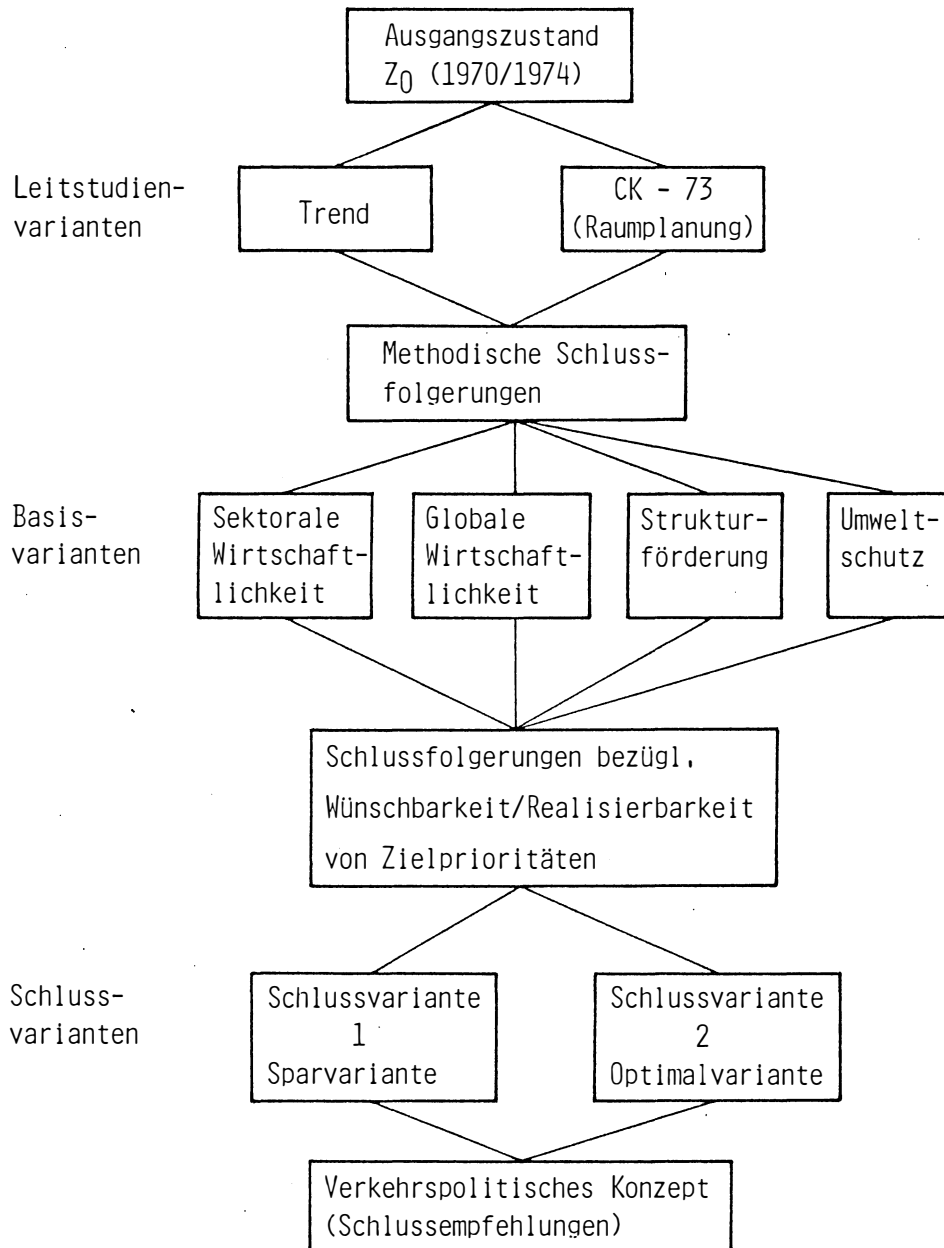 Ausgangszustand
Z0 (1970/1974)
Leitstudien-
varianten
Trend
CK - 73
(Raumplanung)
Methodische Schluss-
folgerungen
Basis-
varianten
Sektorale
Wirtschaft-
lichkeit
Globale
Wirtschaft-
lichkeit
Struktur-
förderung
Umwelt-
schutz
Schlussfolgerungen bezügl.
Wünschbarkeit/Realisierbarkeit
von Zielprioritäten
Schluss-
varianten
Schlussvariante
1
Sparvariante
Schlussvariante
2
Optimalvariante
Verkehrspolitisches Konzept
(Schlussempfehlungen)